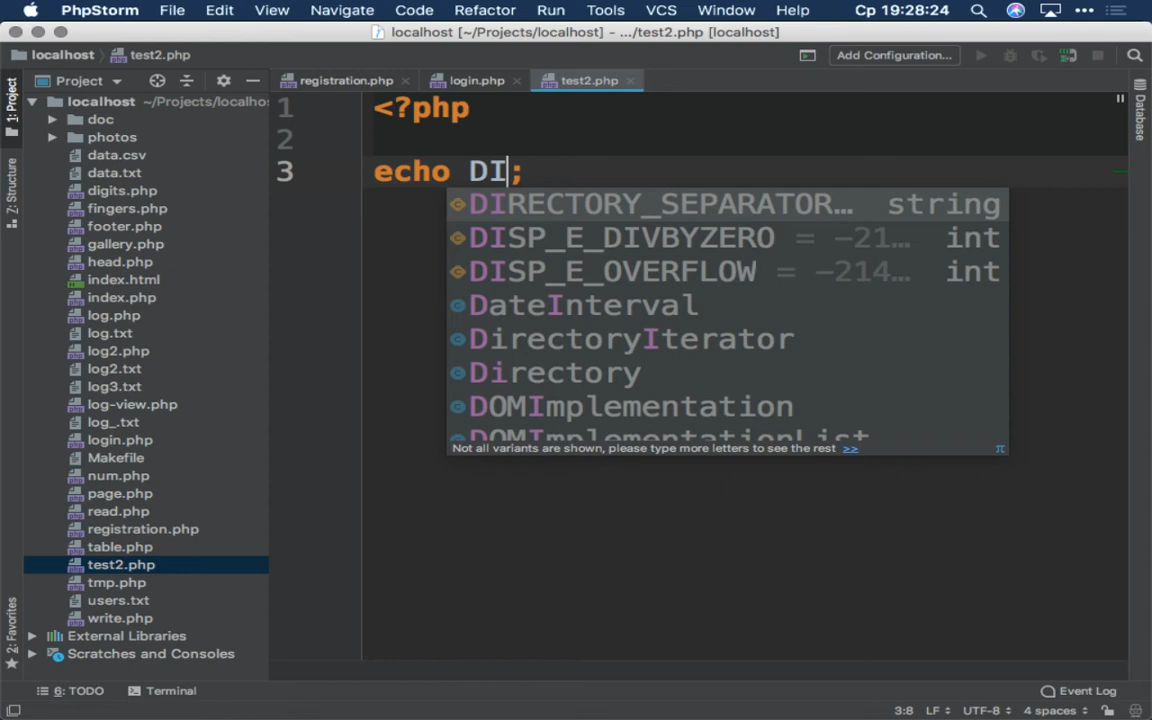 PhpStorm File Edit View Navigate Code Refactor Run Tools VCS Window Help Ср 19:28:24
localhost [~/Projects/localhost] - .../test2.php [localhost]
localhost test2.php Add Configuration...
Project registration.php login.php test2.php
1: Project
7: Structure
2: Favorites
Database
localhost ~/Projects/localhos
doc
photos
data.csv
data.txt
digits.php
fingers.php
footer.php
gallery.php
head.php
index.html
index.php
log.php
log.txt
log2.php
log2.txt
log3.txt
log-view.php
log_.txt
login.php
Makefile
num.php
page.php
read.php
registration.php
table.php
test2.php
tmp.php
users.txt
write.php
External Libraries
Scratches and Consoles
1 <?php
2
3 echo DI;
DIRECTORY_SEPARATOR... string
DISP_E_DIVBYZERO = -21... int
DISP_E_OVERFLOW = -214... int
DateInterval
DirectoryIterator
Directory
DOMImplementation
DOMImplementationList
Not all variants are shown, please type more letters to see the rest >> π
6: TODO Terminal Event Log
3:8 LF UTF-8 4 spaces